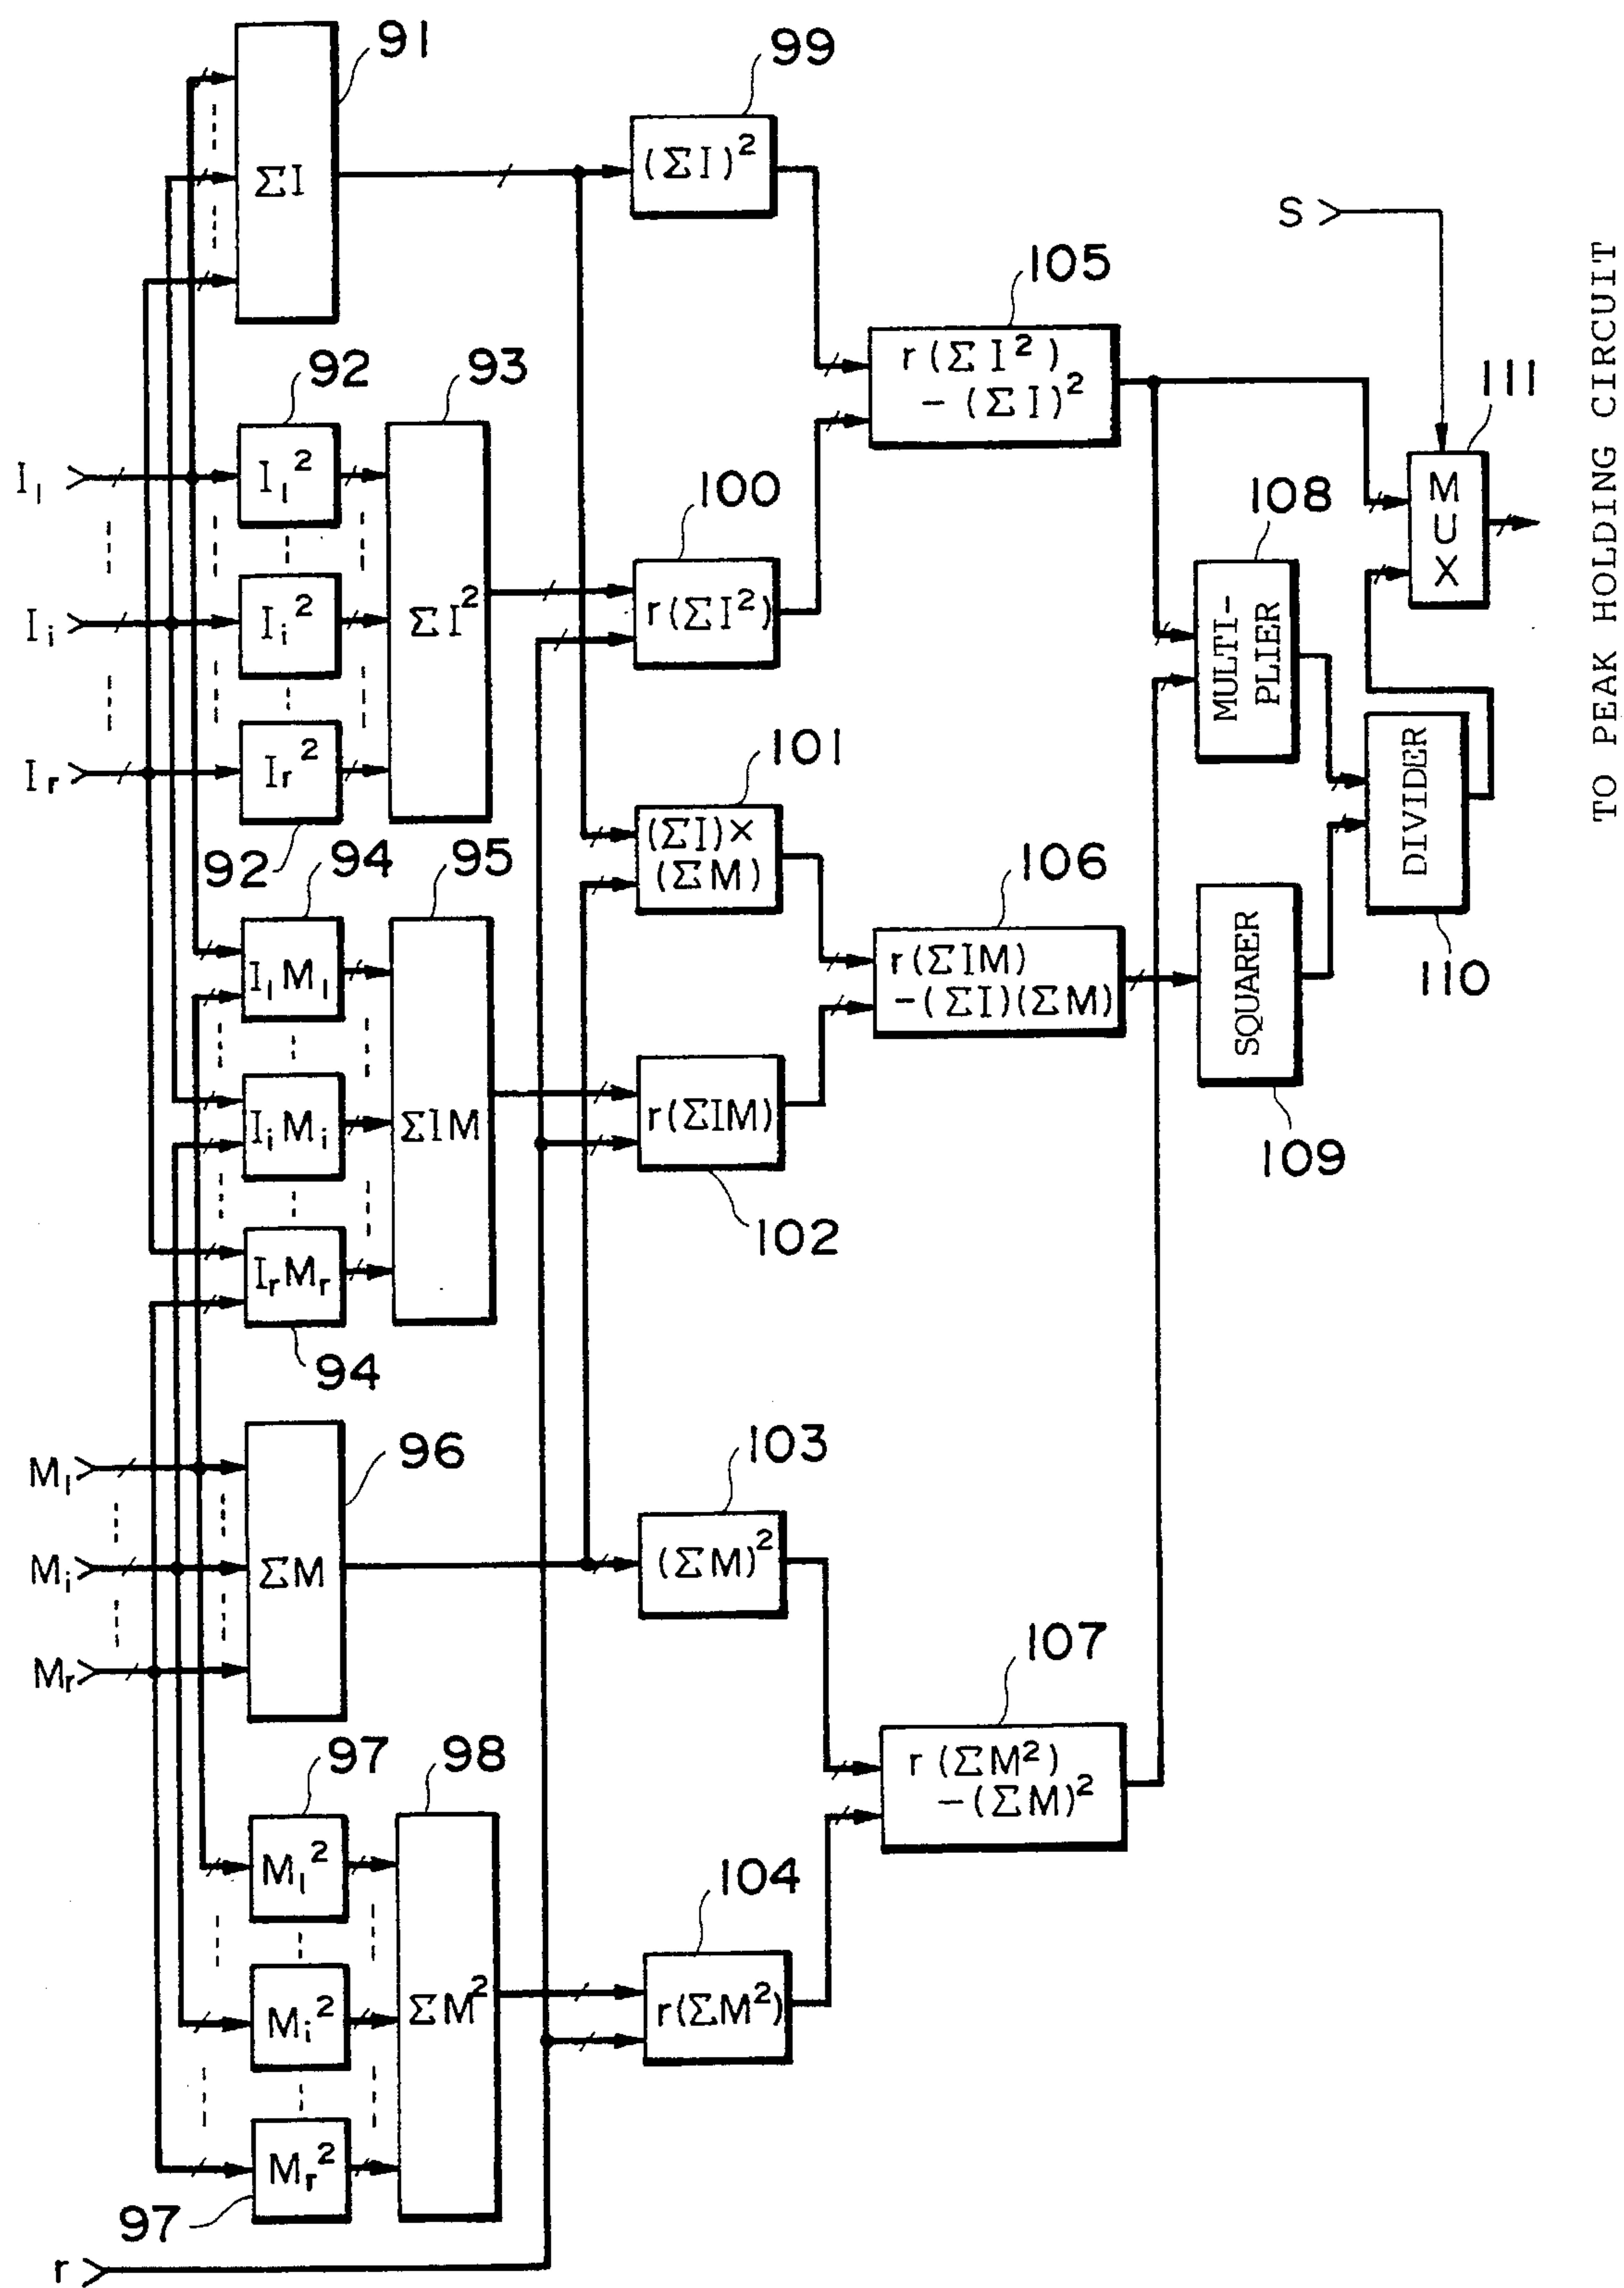 91
ΣI
99
(ΣI)²
S
105
r(ΣI²)
-(ΣI)²
111
M
U
X
TO PEAK HOLDING CIRCUIT
92
93
I₁
I₁²
Iᵢ
Iᵢ²
Iᵣ
Iᵣ²
92
ΣI²
100
r(ΣI²)
108
MULTI-
PLIER
101
(ΣI)×
(ΣM)
DIVIDER
110
94
95
I₁M₁
IᵢMᵢ
IᵣMᵣ
94
ΣIM
106
r(ΣIM)
-(ΣI)(ΣM)
SQUARER
109
r(ΣIM)
102
M₁
Mᵢ
Mᵣ
96
ΣM
103
(ΣM)²
107
r(ΣM²)
-(ΣM)²
97
98
M₁²
Mᵢ²
Mᵣ²
97
ΣM²
104
r(ΣM²)
r